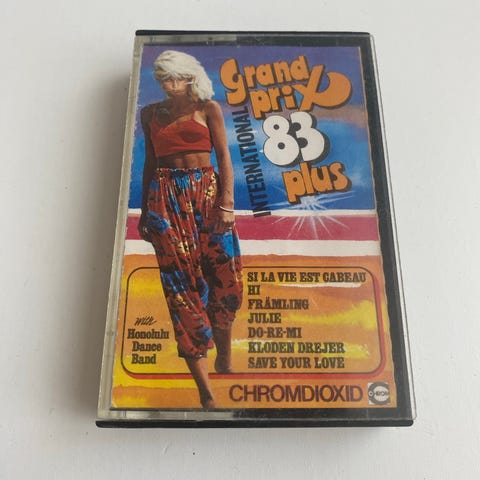 Grand
prix
INTERNATIONAL
83
plus
SI LA VIE EST CABEAU
HI
FRÄMLING
JULIE
DO-RE-MI
KLODEN DREJER
SAVE YOUR LOVE
with
Honolulu
Dance
Band
CHROMDIOXID